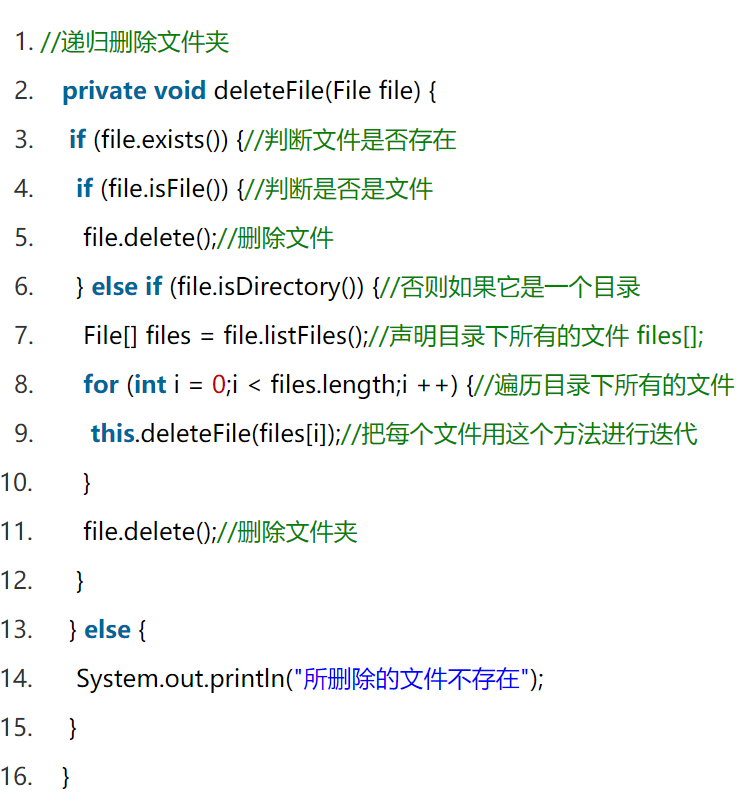 1. //递归删除文件夹
2. private void deleteFile(File file) {
3. if (file.exists()) {//判断文件是否存在
4. if (file.isFile()) {//判断是否是文件
5. file.delete();//删除文件
6. } else if (file.isDirectory()) {//否则如果它是一个目录
7. File[] files = file.listFiles();//声明目录下所有的文件 files[];
8. for (int i = 0;i < files.length;i ++) {//遍历目录下所有的文件
9. this.deleteFile(files[i]);//把每个文件用这个方法进行迭代
10. }
11. file.delete();//删除文件夹
12. }
13. } else {
14. System.out.println("所删除的文件不存在");
15. }
16. }